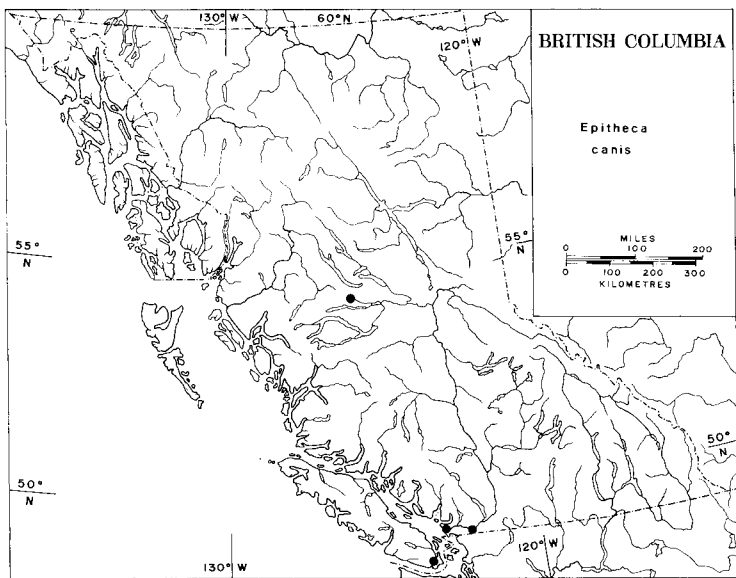 130° W
60° N
120° W
BRITISH COLUMBIA
Epitheca
canis
55°
N
55°
N
MILES
0 100 200
0 100 200 300
KILOMETRES
50°
N
50°
N
130° W
120° W